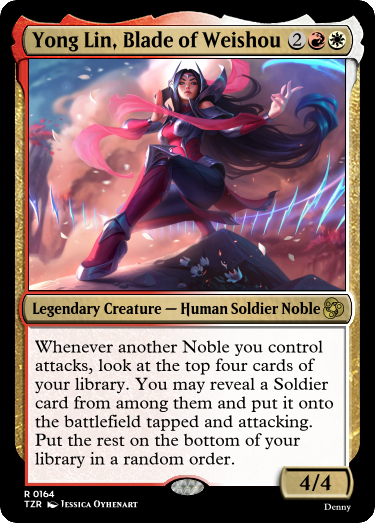 Yong Lin, Blade of Weishou 2
Legendary Creature — Human Soldier Noble
Whenever another Noble you control
attacks, look at the top four cards of
your library. You may reveal a Soldier
card from among them and put it onto
the battlefield tapped and attacking.
Put the rest on the bottom of your
library in a random order.
4/4
R 0164
TZR Jessica Oyhenart
Denny